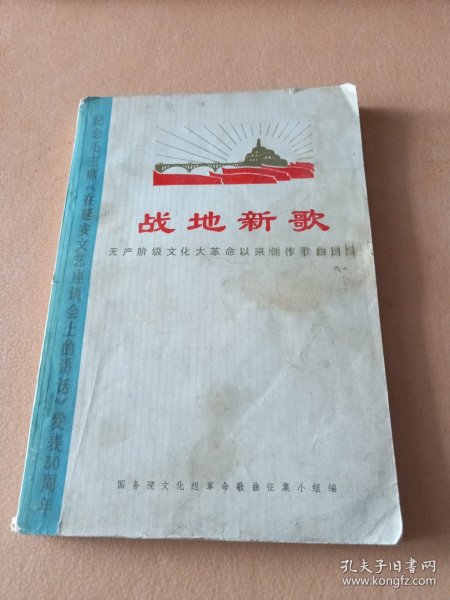 纪念毛主席《在延安文艺座谈会上的讲话》发表30周年
战地新歌
无产阶级文化大革命以来创作歌曲
国务院文化组革命歌曲征集小组编
孔夫子旧书网
www.kongfz.com